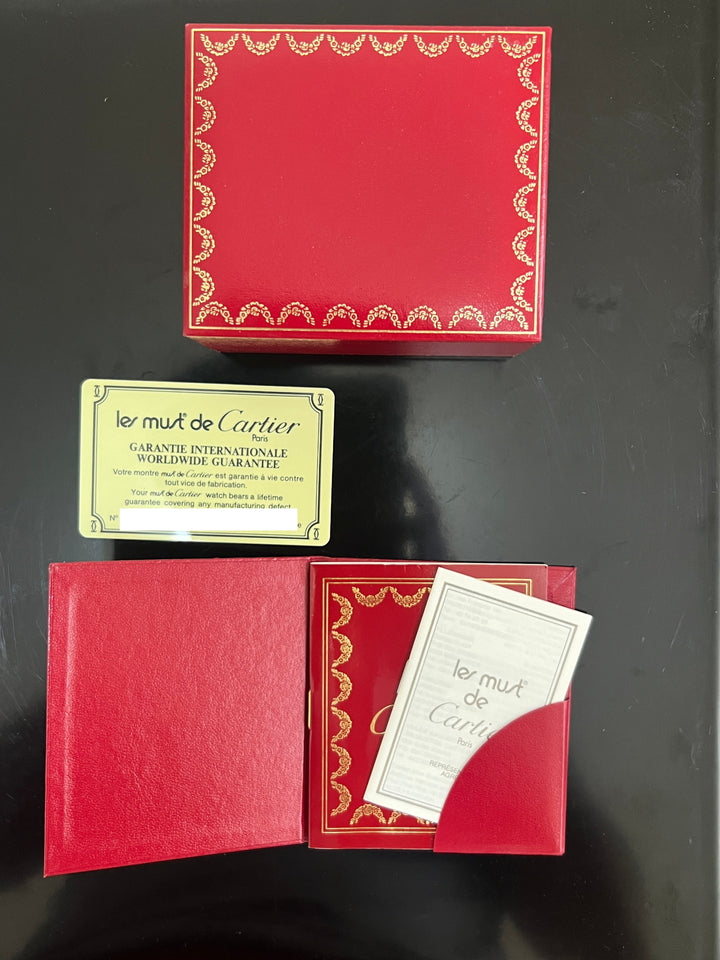 les must® de Cartier
Paris
GARANTIE INTERNATIONALE
WORLDWIDE GUARANTEE
Votre montre must de Cartier est garantie à vie contre
tout vice de fabrication.
Your must de Cartier watch bears a lifetime
guarantee covering any manufacturing defect
N°
les must®
de
Paris